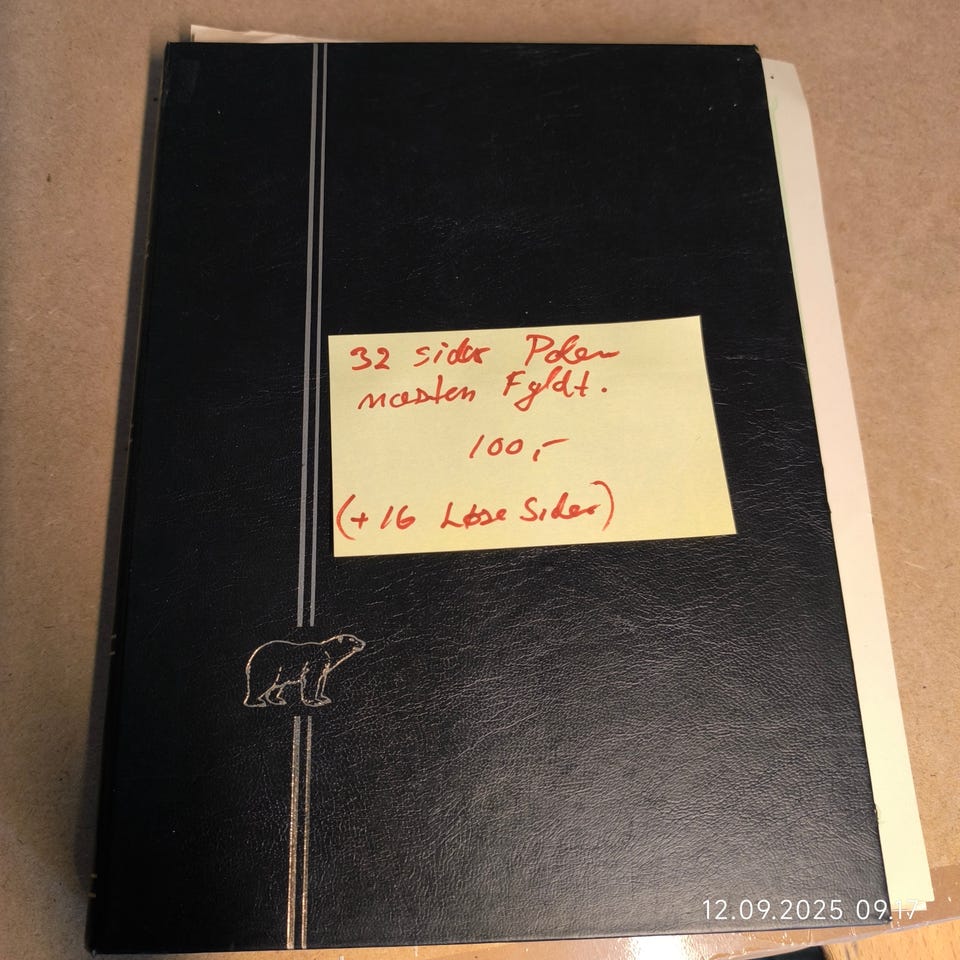 32 sider Polen
næsten Fyldt.
100,-
(+ 16 Løse Sider)
12.09.2025 09:17